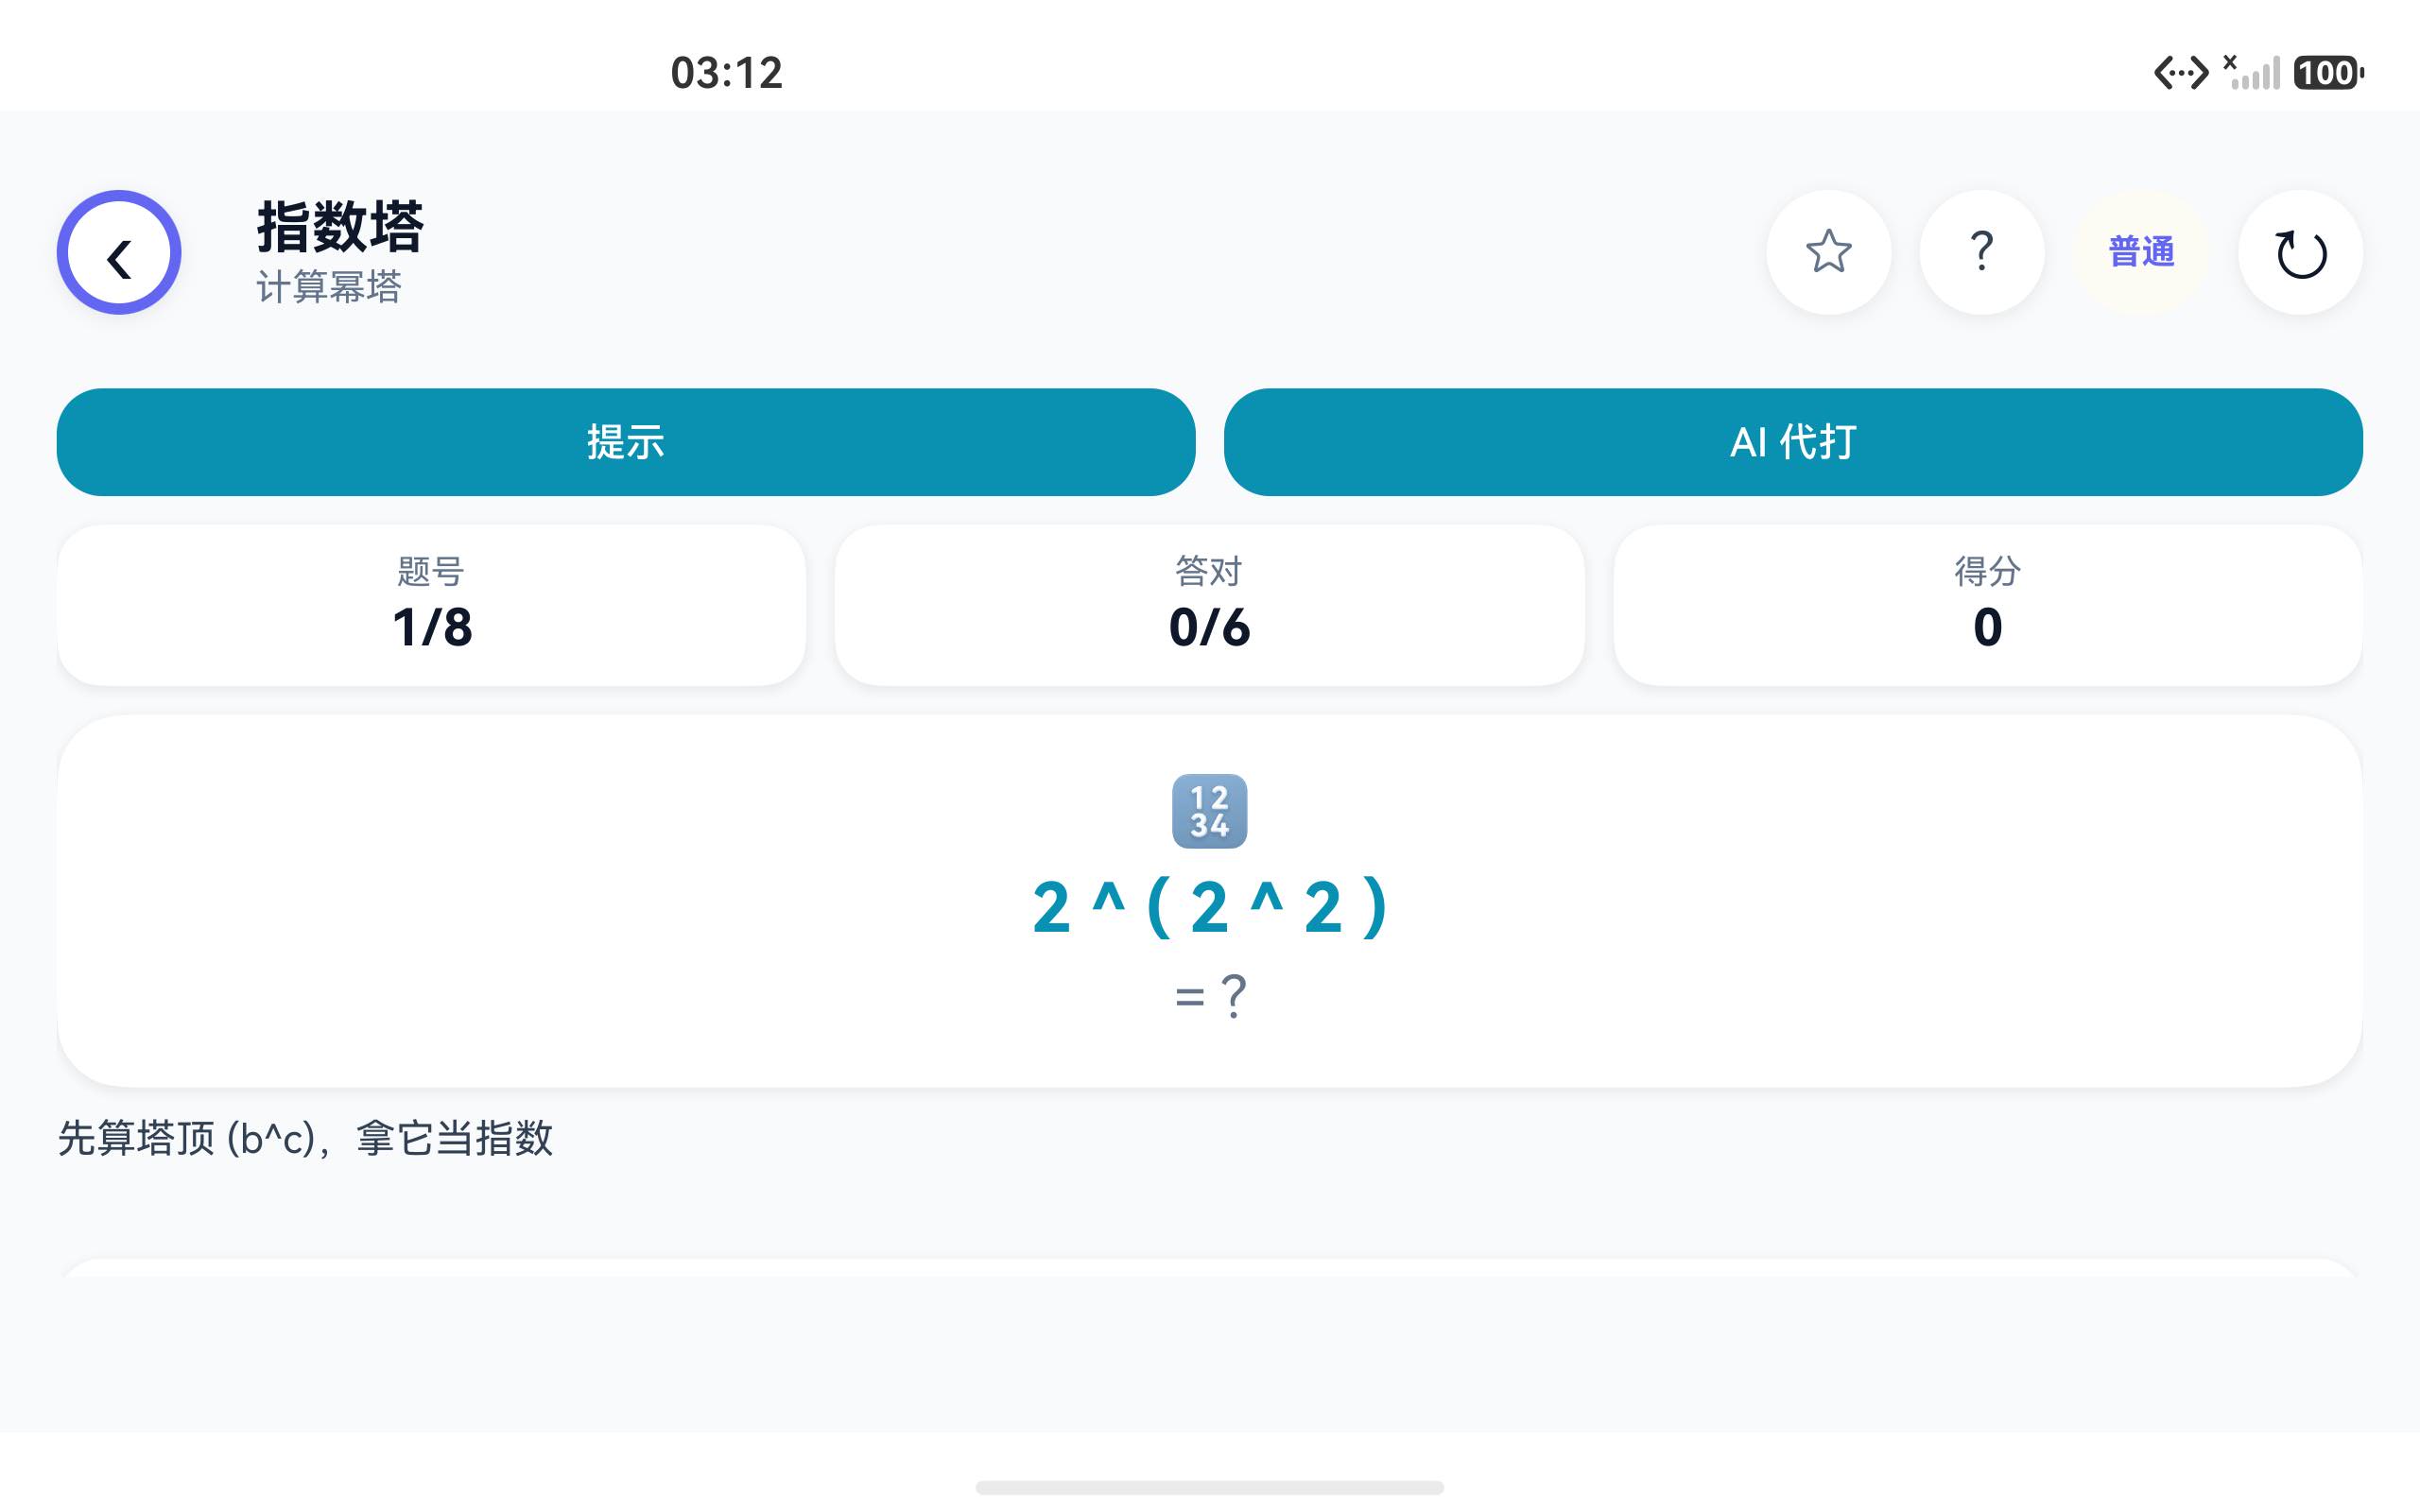 03:12
100
指数塔
计算幂塔
?
普通
提示
AI 代打
题号
1/8
答对
0/6
得分
0
12
34
2 ^ ( 2 ^ 2 )
= ?
先算塔顶 (b^c)，拿它当指数